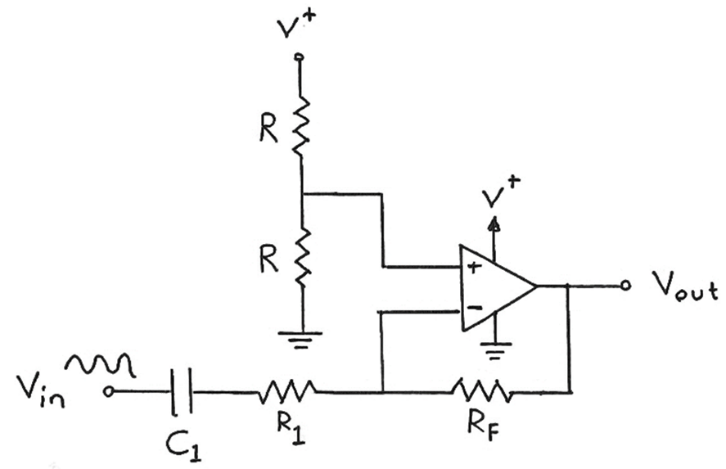 V+
R
V+
R
+
-
Vout
Vin
C1
R1
RF